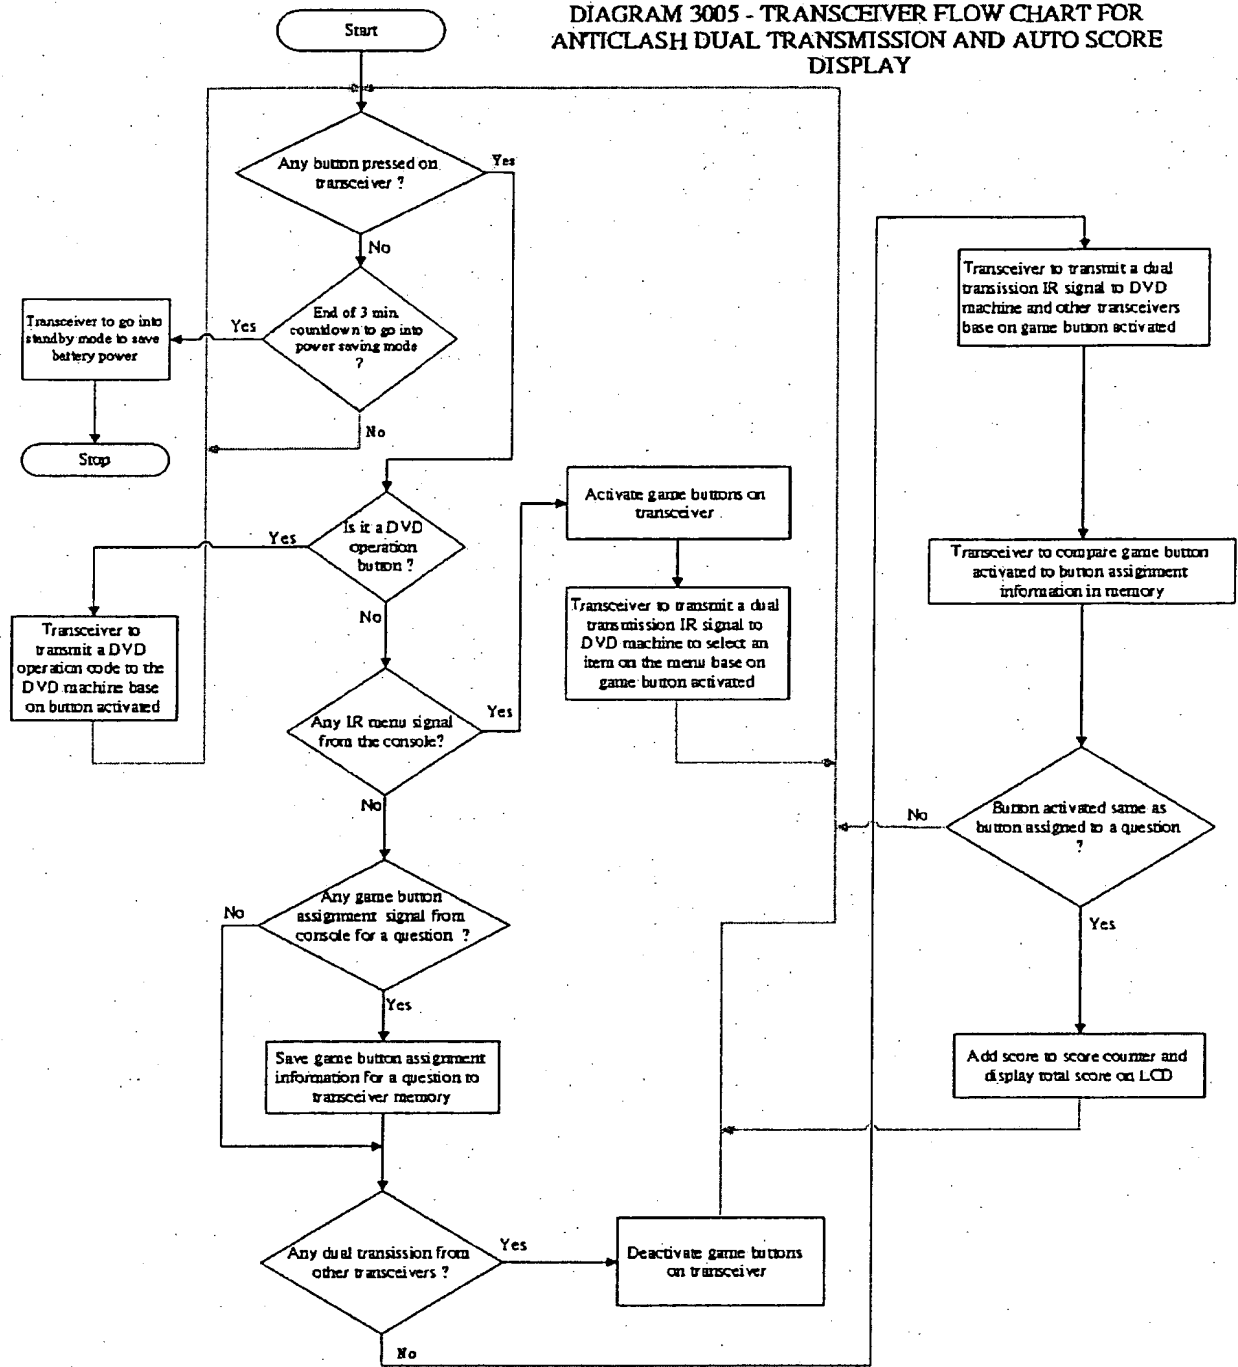 DIAGRAM 3005 - TRANSCEIVER FLOW CHART FOR
ANTICLASH DUAL TRANSMISSION AND AUTO SCORE
DISPLAY
Start
Any button pressed on
transceiver ?
Yes
No
End of 3 min.
countdown to go into
power saving mode
?
Yes
No
Transceiver to go into
standby mode to save
battery power
Stop
Is it a DVD
operation
button ?
Yes
No
Transceiver to
transmit a DVD
operation code to the
DVD machine base
on button activated
Any IR menu signal
from the console?
Yes
No
Activate game buttons on
transceiver
Transceiver to transmit a dual
transmission IR signal to
DVD machine to select an
item on the menu base on
game button activated
Any game button
assignment signal from
console for a question ?
No
Yes
Save game button assignment
information for a question to
transceiver memory
Any dual transission from
other transceivers ?
Yes
No
Deactivate game buttons
on transceiver
Transceiver to transmit a dual
transission IR signal to DVD
machine and other transceivers
base on game button activated
Transceiver to compare game button
activated to button assignment
information in memory
Button activated same as
button assigned to a question
?
No
Yes
Add score to score counter and
display total score on LCD